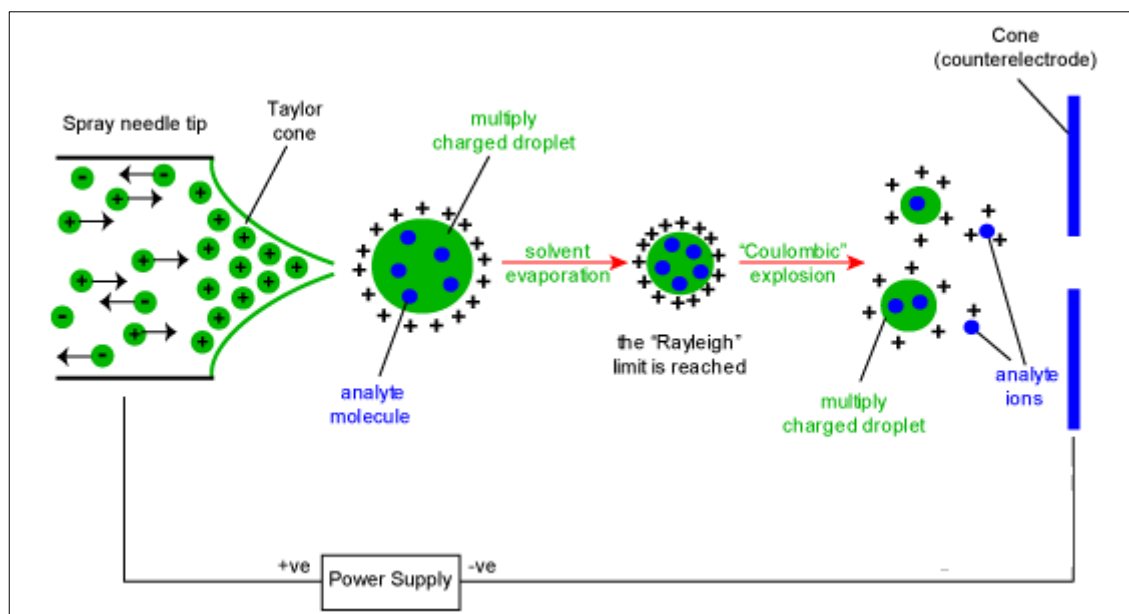 Cone
(counterelectrode)
Spray needle tip
Taylor
cone
multiply
charged droplet
solvent
evaporation
"Coulombic"
explosion
the "Rayleigh"
limit is reached
analyte
molecule
multiply
charged droplet
analyte
ions
+ve
Power Supply
-ve